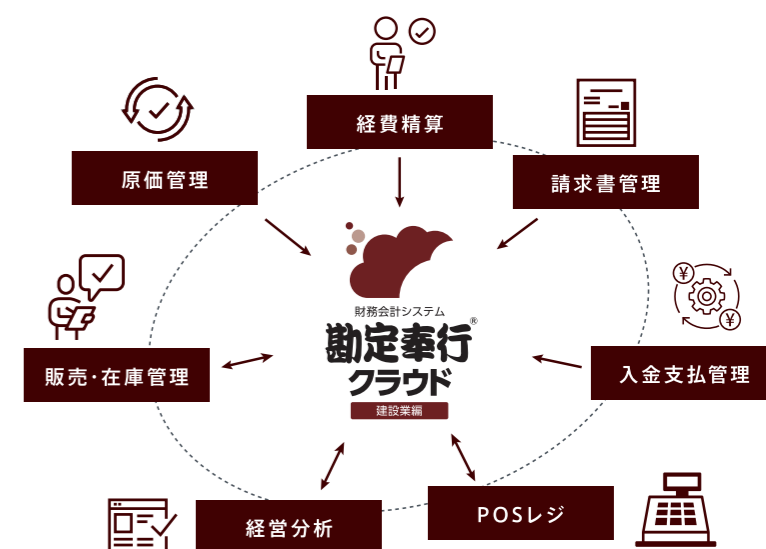 経費精算
原価管理
請求書管理
¥
¥
財務会計システム
勘定奉行®
クラウド
建設業編
販売・在庫管理
入金支払管理
経営分析
POSレジ